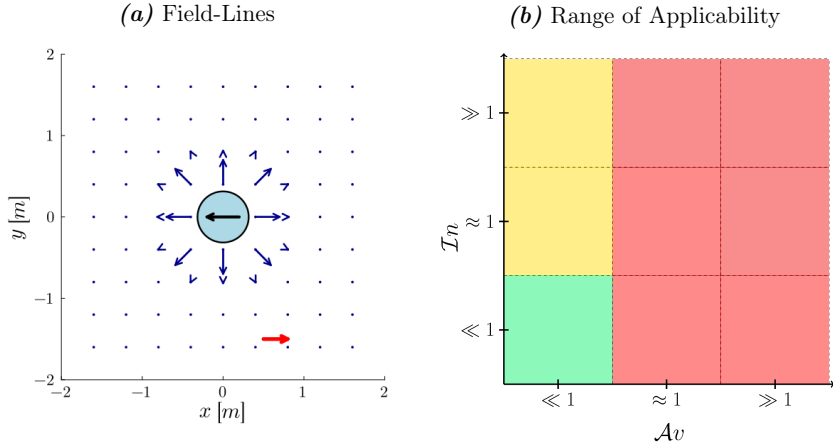 (a) Field-Lines
2
1
0
−1
−2
y [m]
−2
−1
0
1
2
x [m]
(b) Range of Applicability
≫ 1
≈ 1
≪ 1
In
≪ 1
≈ 1
≫ 1
Av